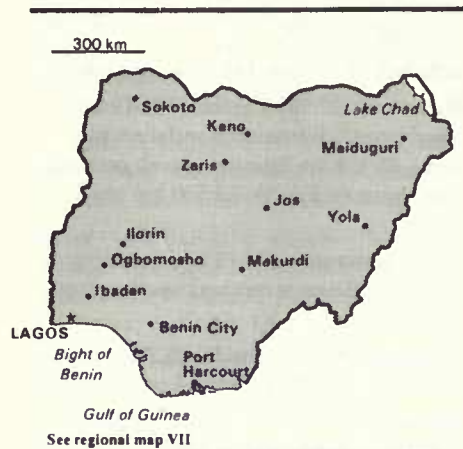 300 km
Sokoto
Lake Chad
Kano
Maiduguri
Zaris
Jos
Yola
Ilorin
Ogbomosho
Makurdi
Ibadan
LAGOS
Benin City
Bight of
Benin
Port
Harcourt
Gulf of Guinea
See regional map VII